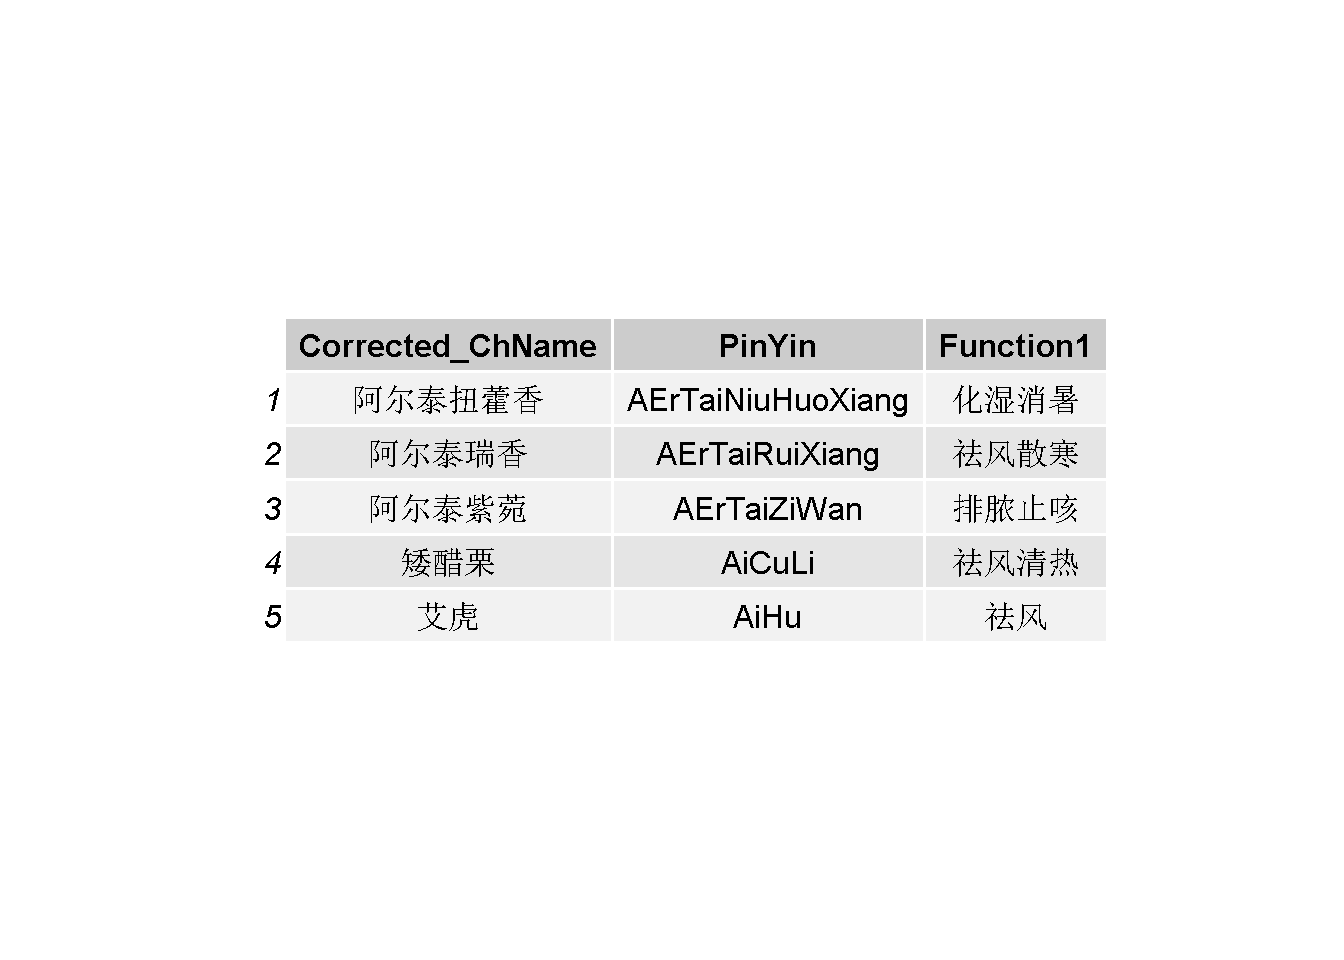 Corrected_ChName PinYin Function1
1 阿尔泰扭藿香 AErTaiNiuHuoXiang 化湿消暑
2 阿尔泰瑞香 AErTaiRuiXiang 祛风散寒
3 阿尔泰紫菀 AErTaiZiWan 排脓止咳
4 矮醋栗 AiCuLi 祛风清热
5 艾虎 AiHu 祛风